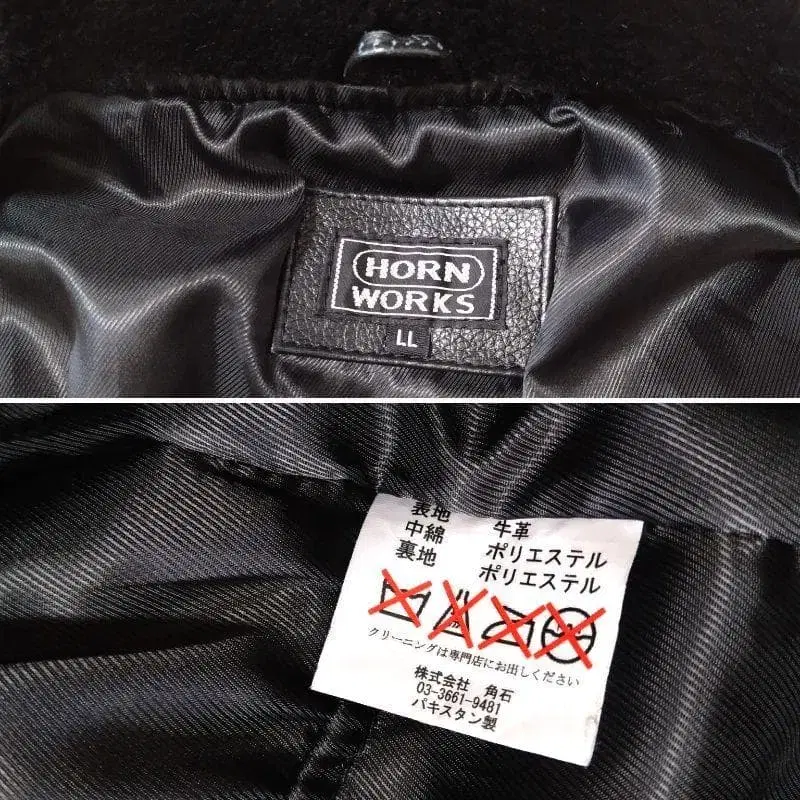 HORN
WORKS
LL
表地 牛革
中綿 ポリエステル
裏地 ポリエステル
クリーニングは専門店にお出しください
株式会社 角石
03-3661-9481
パキスタン製